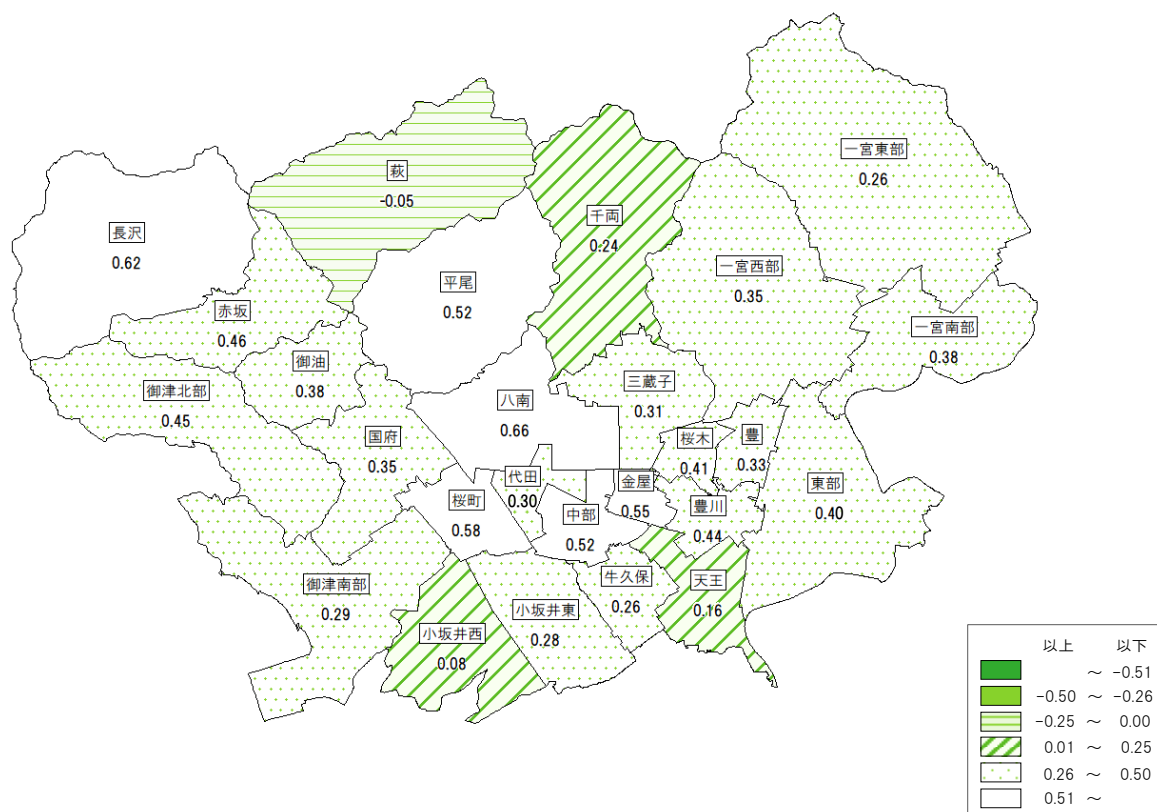 一宮東部
0.26
萩
-0.05
千両
0.24
長沢
0.62
一宮西部
0.35
平尾
0.52
赤坂
0.46
一宮南部
0.38
御油
0.38
御津北部
0.45
三蔵子
0.31
八南
0.66
国府
0.35
桜木
0.41
豊
0.33
代田
0.30
金屋
0.55
東部
0.40
桜町
0.58
中部
0.52
豊川
0.44
御津南部
0.29
牛久保
0.26
天王
0.16
小坂井東
0.28
小坂井西
0.08
以上 以下
～ -0.51
-0.50 ～ -0.26
-0.25 ～ 0.00
0.01 ～ 0.25
0.26 ～ 0.50
0.51 ～